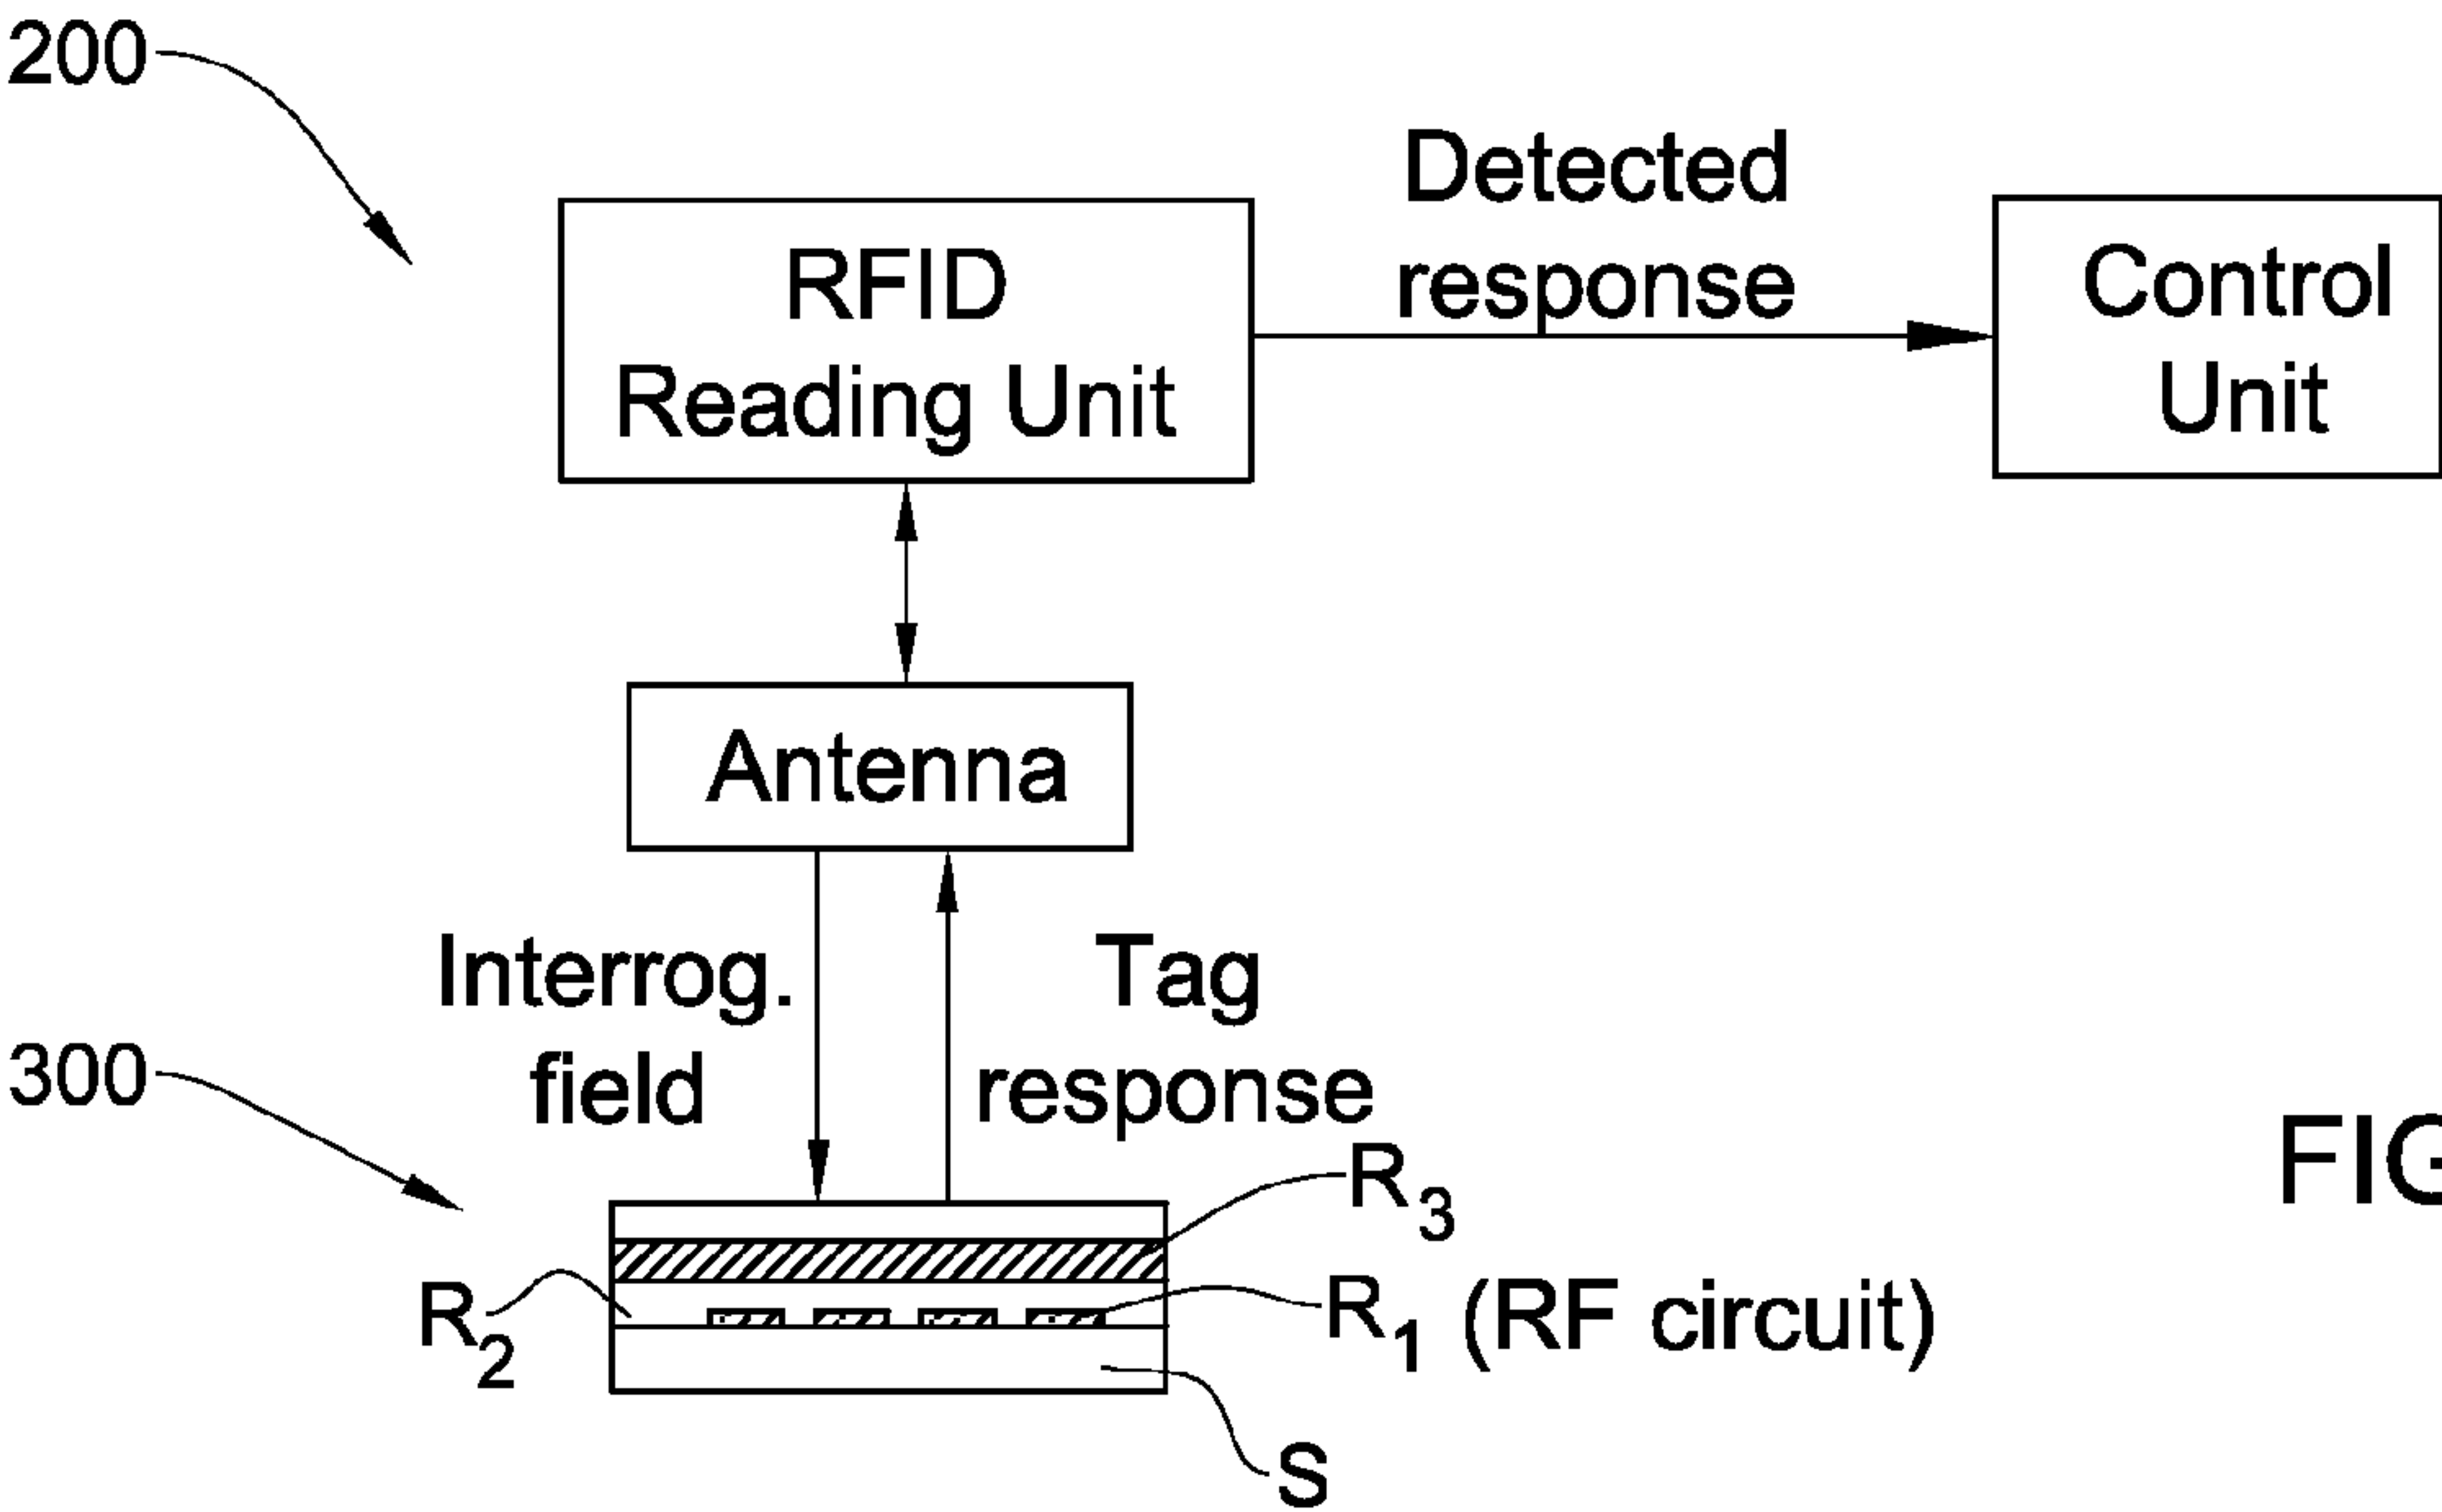 200
Detected
response
RFID
Reading Unit
Control
Unit
Antenna
Interrog.
field
Tag
response
300
FIG
R3
R2
R1 (RF circuit)
S